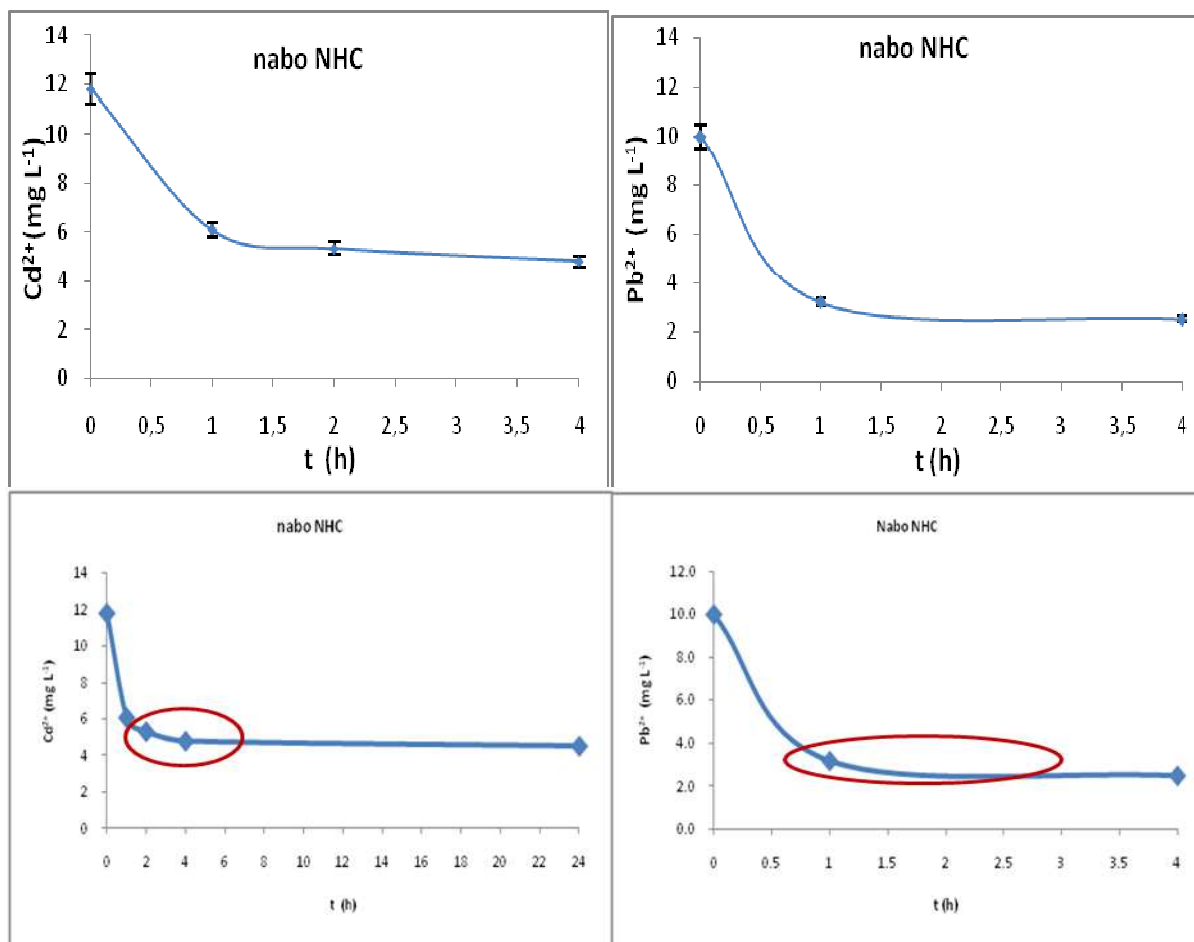 nabo NHC
Cd²⁺ (mg L⁻¹)
14
12
10
8
6
4
2
0
0 0,5 1 1,5 2 2,5 3 3,5 4
t (h)
nabo NHC
Pb²⁺ (mg L⁻¹)
14
12
10
8
6
4
2
0
0 0,5 1 1,5 2 2,5 3 3,5 4
t (h)
nabo NHC
Cd²⁺ (mg L⁻¹)
14
12
10
8
6
4
2
0
0 2 4 6 8 10 12 14 16 18 20 22 24
t (h)
Nabo NHC
Pb²⁺ (mg L⁻¹)
12.0
10.0
8.0
6.0
4.0
2.0
0.0
0 0.5 1 1.5 2 2.5 3 3.5 4
t (h)